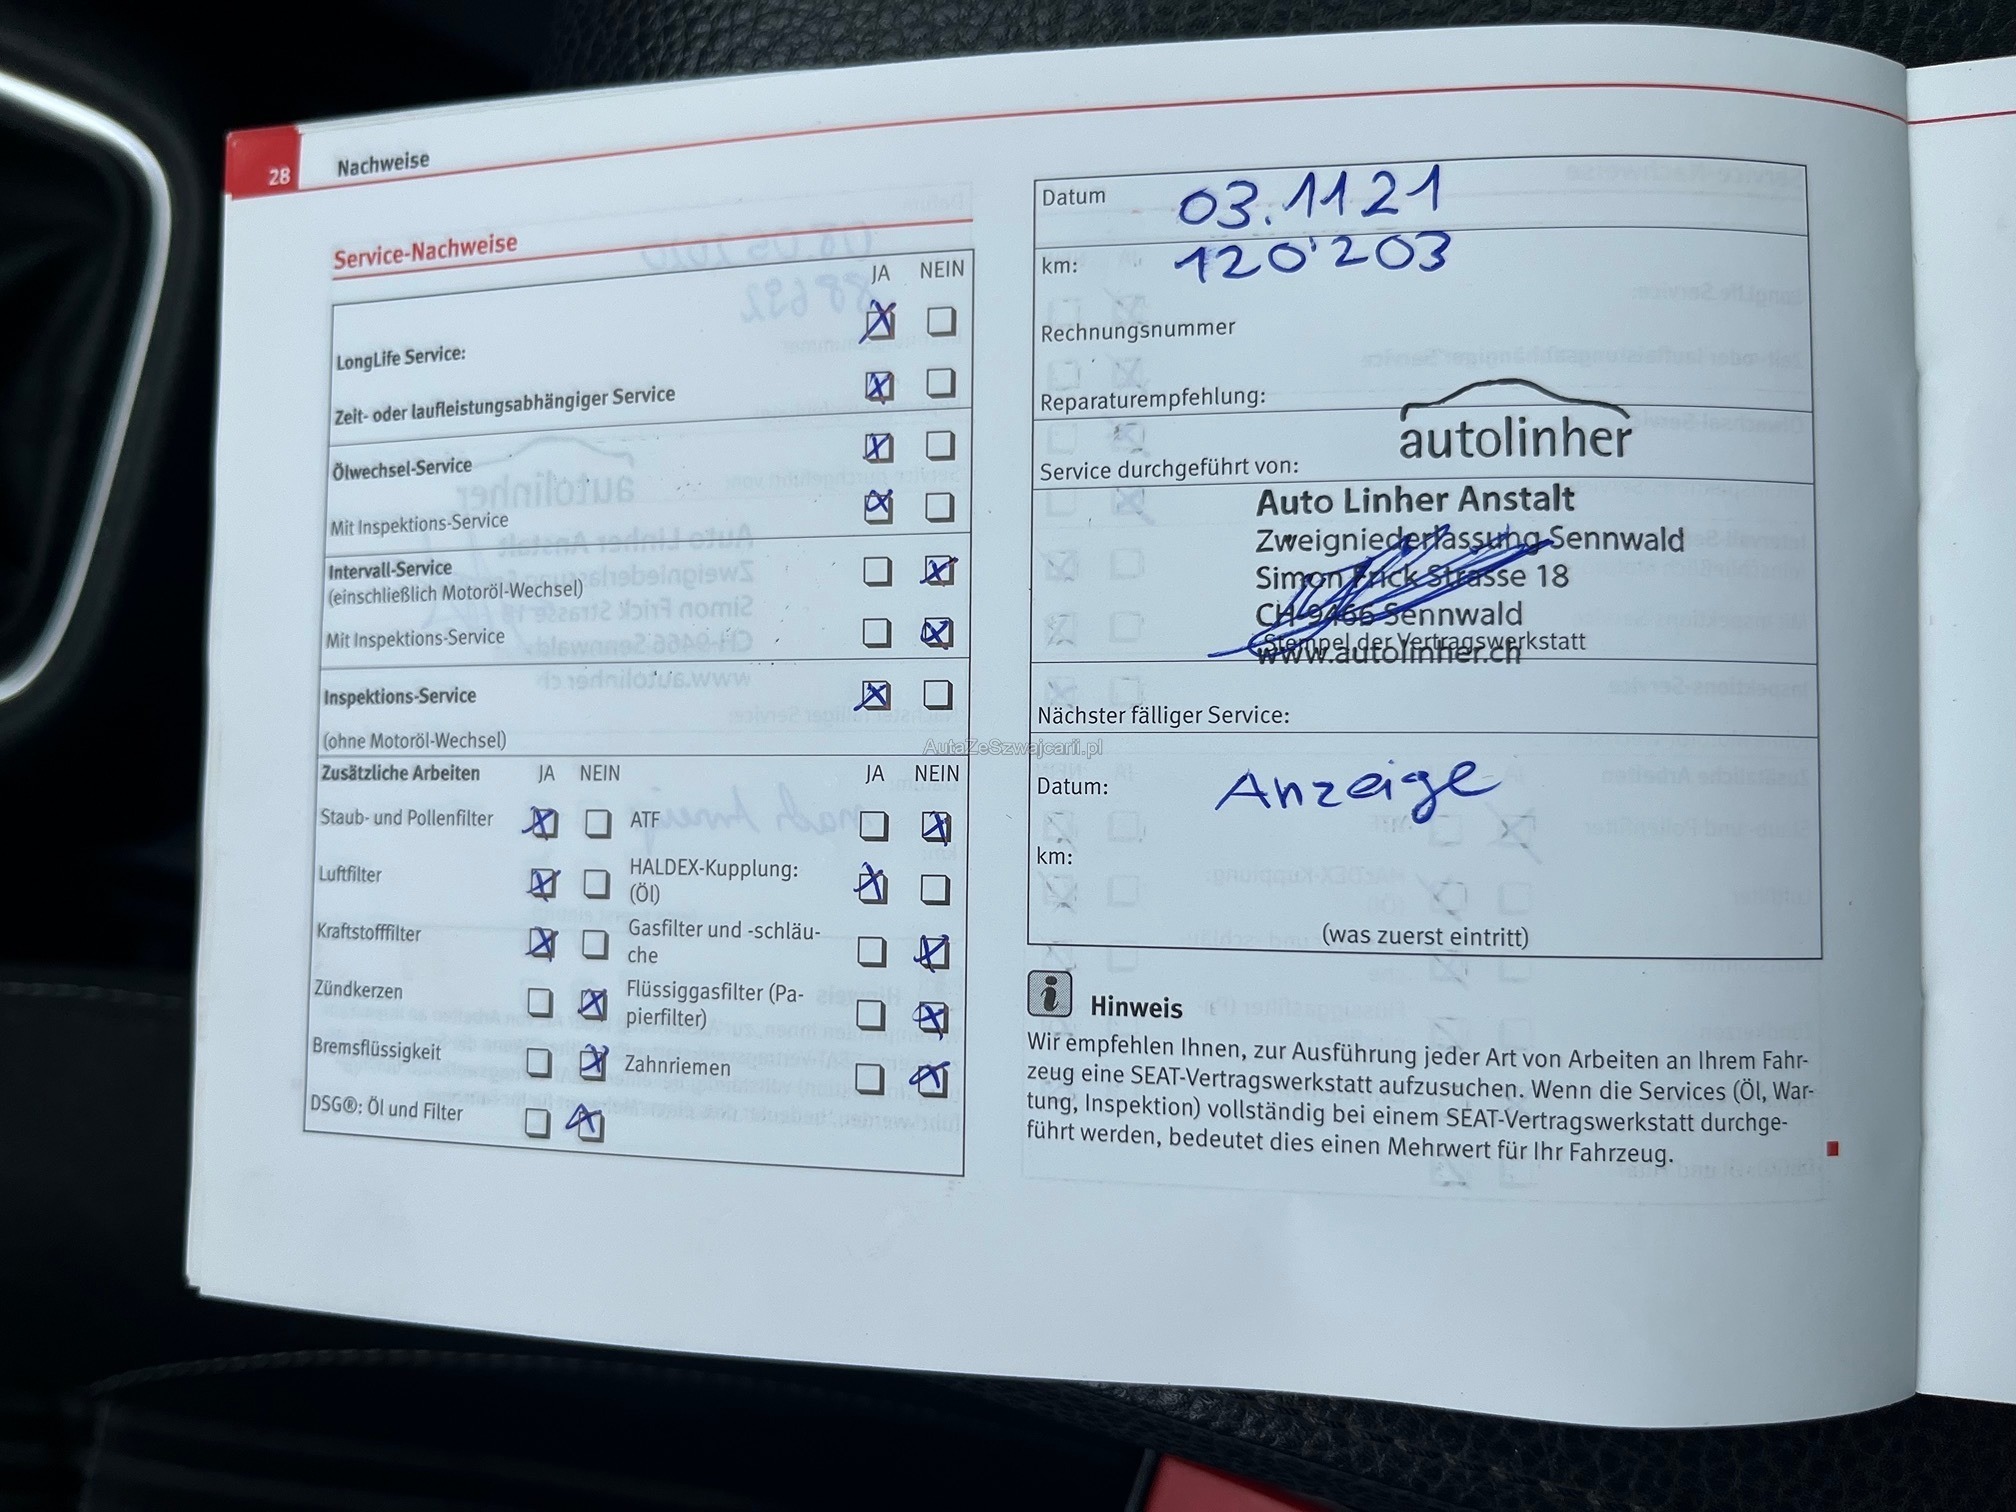 28
Nachweise
Service-Nachweise
JA NEIN
LongLife Service:
Zeit- oder laufleistungsabhängiger Service
Ölwechsel-Service
Mit Inspektions-Service
Intervall-Service
(einschließlich Motoröl-Wechsel)
Mit Inspektions-Service
Inspektions-Service
(ohne Motoröl-Wechsel)
Zusätzliche Arbeiten JA NEIN JA NEIN
Staub- und Pollenfilter
ATF
Luftfilter
HALDEX-Kupplung:
(Öl)
Kraftstofffilter
Gasfilter und -schläu-
che
Zündkerzen
Flüssiggasfilter (Pa-
pierfilter)
Bremsflüssigkeit
Zahnriemen
DSG®: Öl und Filter
Datum 03.11 21
km: 120'203
Rechnungsnummer
Reparaturempfehlung:
autolinher
Service durchgeführt von:
Auto Linher Anstalt
Zweigniederlassung Sennwald
Simon Frick Strasse 18
CH-9466 Sennwald
Stempel der Vertragswerkstatt
www.autolinher.ch
Nächster fälliger Service:
Datum: Anzeige
km:
(was zuerst eintritt)
Hinweis
Wir empfehlen Ihnen, zur Ausführung jeder Art von Arbeiten an Ihrem Fahr-
zeug eine SEAT-Vertragswerkstatt aufzusuchen. Wenn die Services (Öl, War-
tung, Inspektion) vollständig bei einem SEAT-Vertragswerkstatt durchge-
führt werden, bedeutet dies einen Mehrwert für Ihr Fahrzeug.
AutaZeSzwajcarii.pl